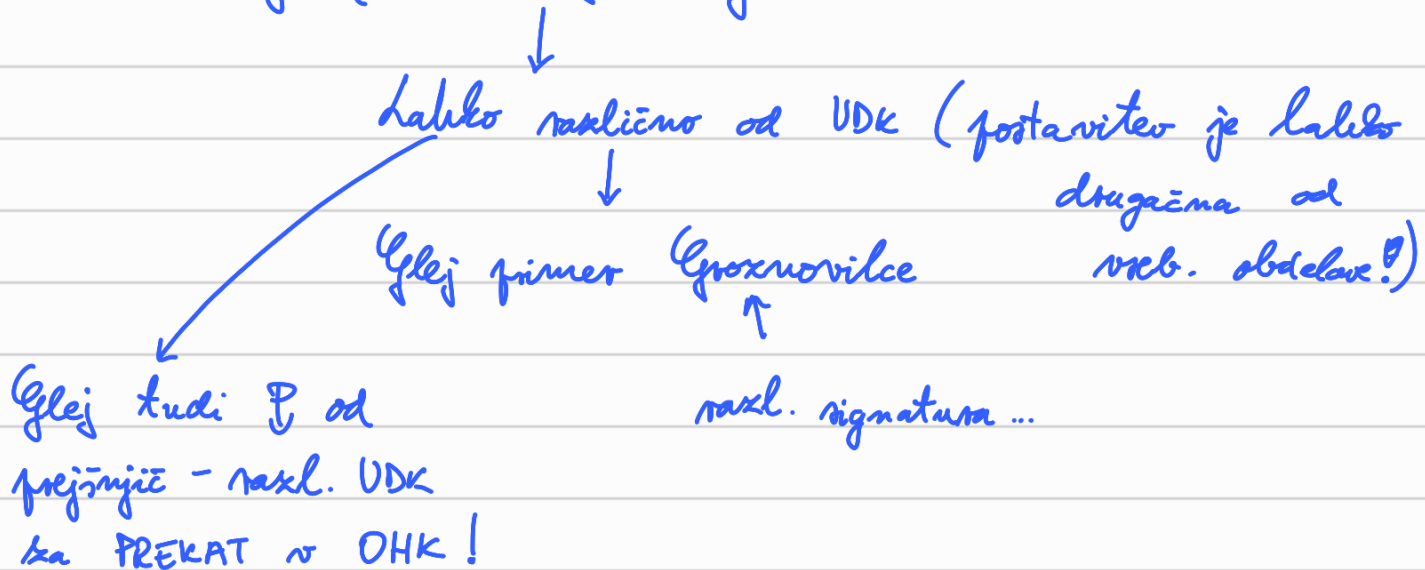 Lahko različno od UDK (postavitev je lahko
drugačna od
vseb. obdelave!)
Glej primer Groznovilce
razl. signatura ...
Glej tudi od
prejšnjič - razl. UDK
za PREKAT v OHK!